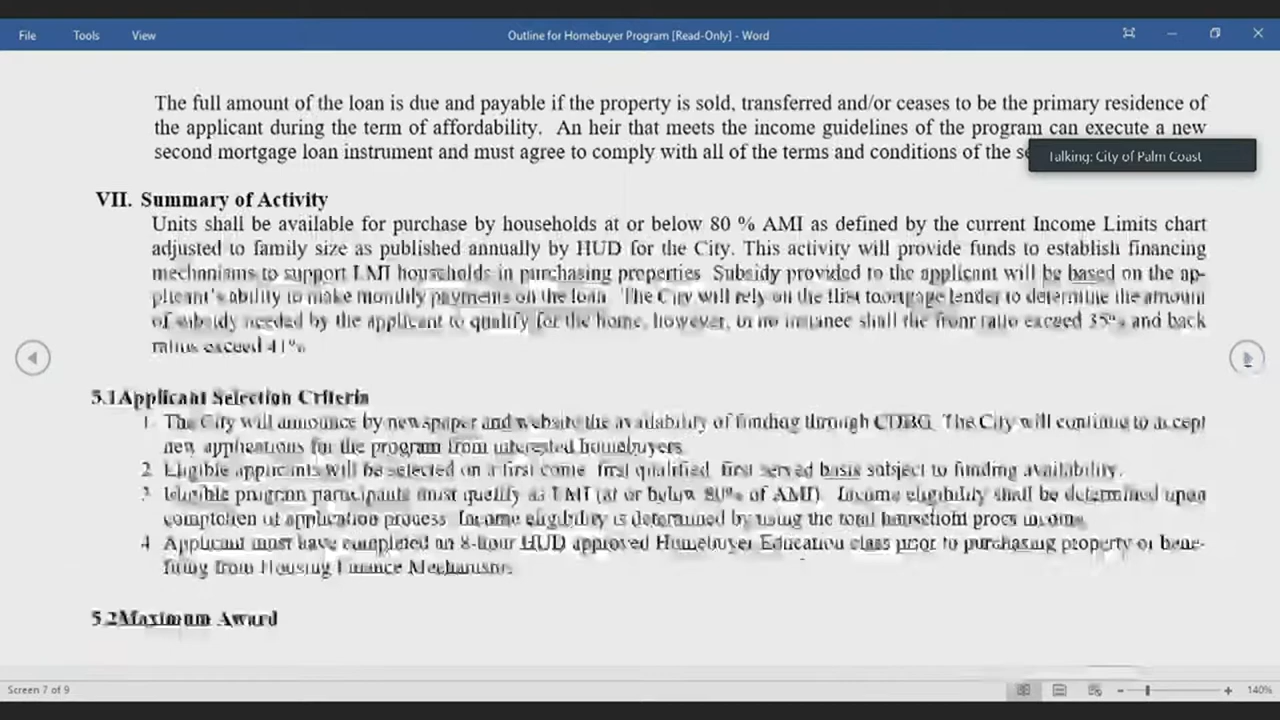 File Tools View Outline for Homebuyer Program [Read-Only] - Word
The full amount of the loan is due and payable if the property is sold, transferred and/or ceases to be the primary residence of
the applicant during the term of affordability. An heir that meets the income guidelines of the program can execute a new
second mortgage loan instrument and must agree to comply with all of the terms and conditions of the
Talking: City of Palm Coast
VII. Summary of Activity
Units shall be available for purchase by households at or below 80 % AMI as defined by the current Income Limits chart
adjusted to family size as published annually by HUD for the City. This activity will provide funds to establish financing
mechanisms to support LMI households in purchasing properties. Subsidy provided to the applicant will be based on the ap-
plicant's ability to make monthly payments on the loan. The City will rely on the first mortgage lender to determine the amount
of subsidy needed by the applicant to qualify for the home, however, in no instance shall the front ratio exceed 35% and back
ratios exceed 41%.
5.1Applicant Selection Criteria
1. The City will announce by newspaper and website the availability of funding through CDBG. The City will continue to accept
new applications for the program from interested homebuyers.
2. Eligible applicants will be selected on a first come, first qualified, first served basis subject to funding availability.
3. Eligible program participants must qualify as LMI (at or below 80% of AMI). Income eligibility shall be determined upon
completion of application process. Income eligibility is determined by using the total household gross income.
4. Applicant must have completed an 8-hour HUD approved Homebuyer Education class prior to purchasing property or bene-
fiting from Housing Finance Mechanisms.
5.2Maximum Award
Screen 7 of 9 140%